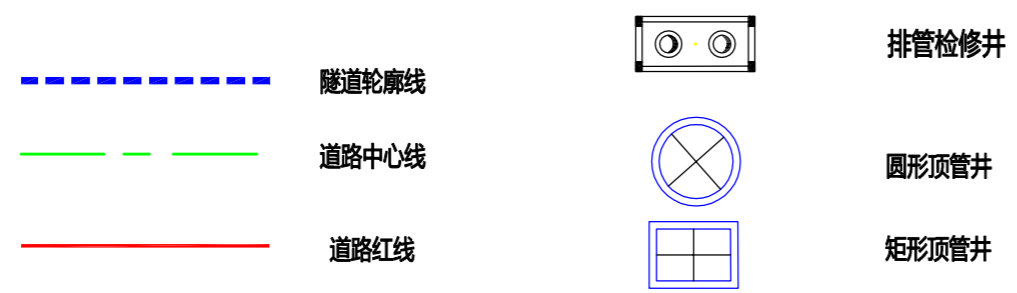 隧道轮廓线
道路中心线
道路红线
排管检修井
圆形顶管井
矩形顶管井